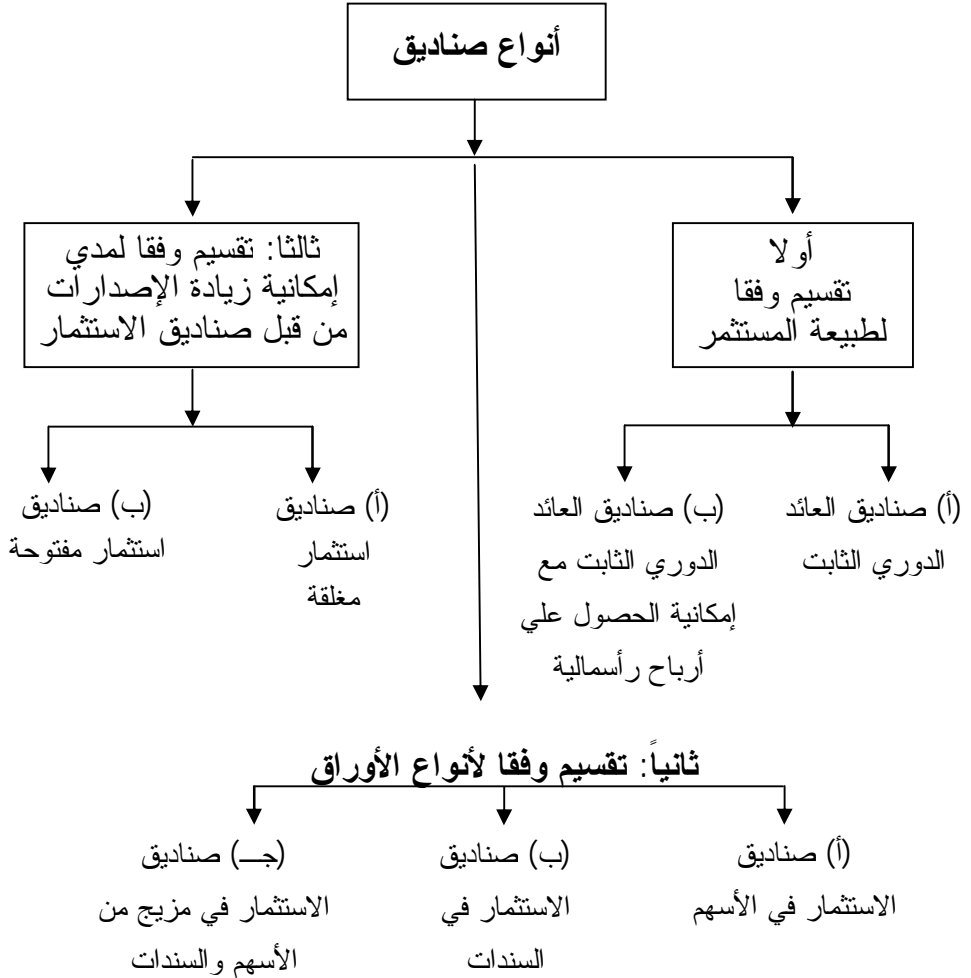 أنواع صناديق
أولا
تقسيم وفقا
لطبيعة المستثمر
ثالثا: تقسيم وفقا لمدي
إمكانية زيادة الإصدارات
من قبل صناديق الاستثمار
(أ) صناديق العائد
الدوري الثابت
(ب) صناديق العائد
الدوري الثابت مع
إمكانية الحصول علي
أرباح رأسمالية
(أ) صناديق
استثمار
مغلقة
(ب) صناديق
استثمار مفتوحة
ثانياً: تقسيم وفقا لأنواع الأوراق
(أ) صناديق
الاستثمار في الأسهم
(ب) صناديق
الاستثمار في
السندات
(جـــ) صناديق
الاستثمار في مزيج من
الأسهم والسندات